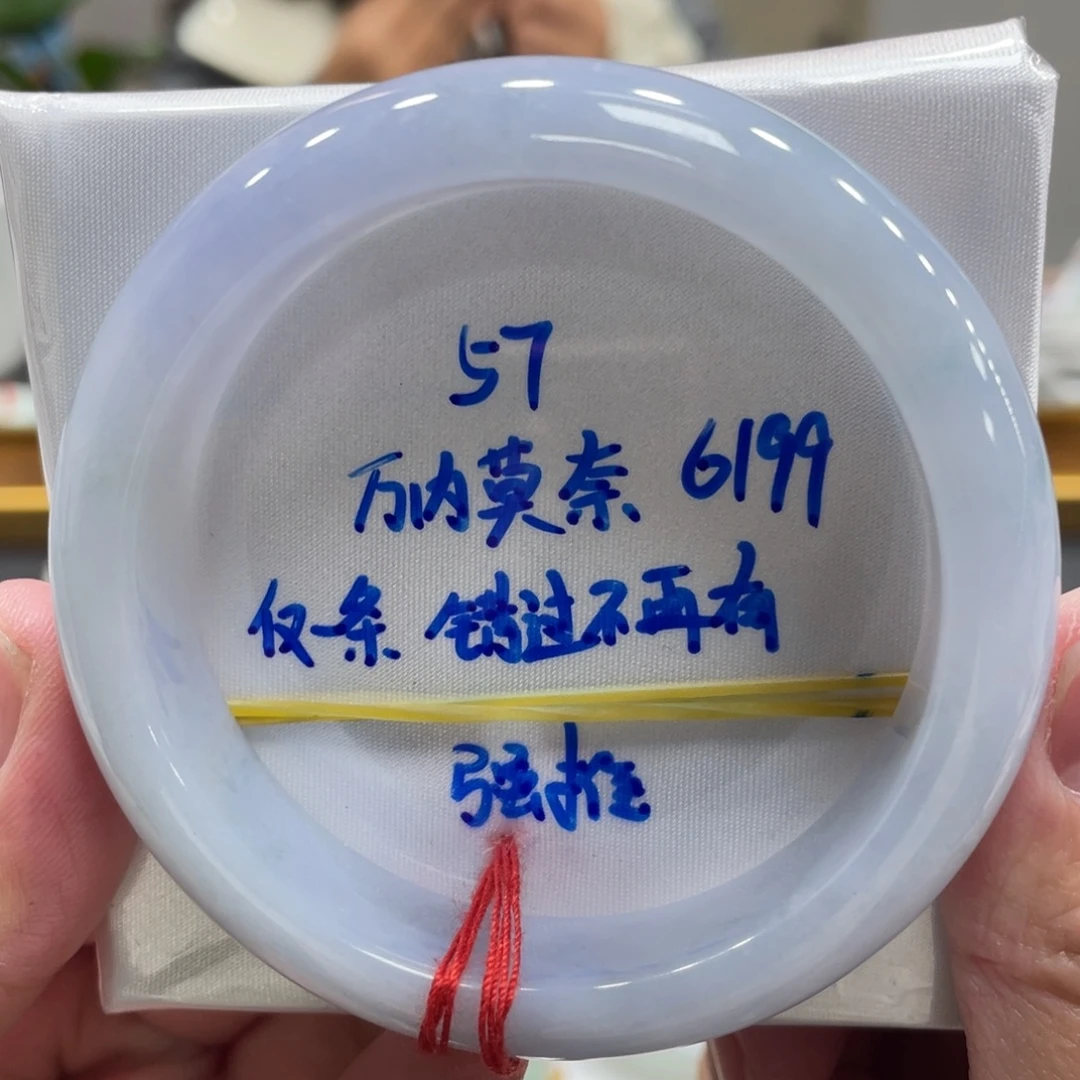 57
万内莫奈 6199
仅一条 错过不再有
强推